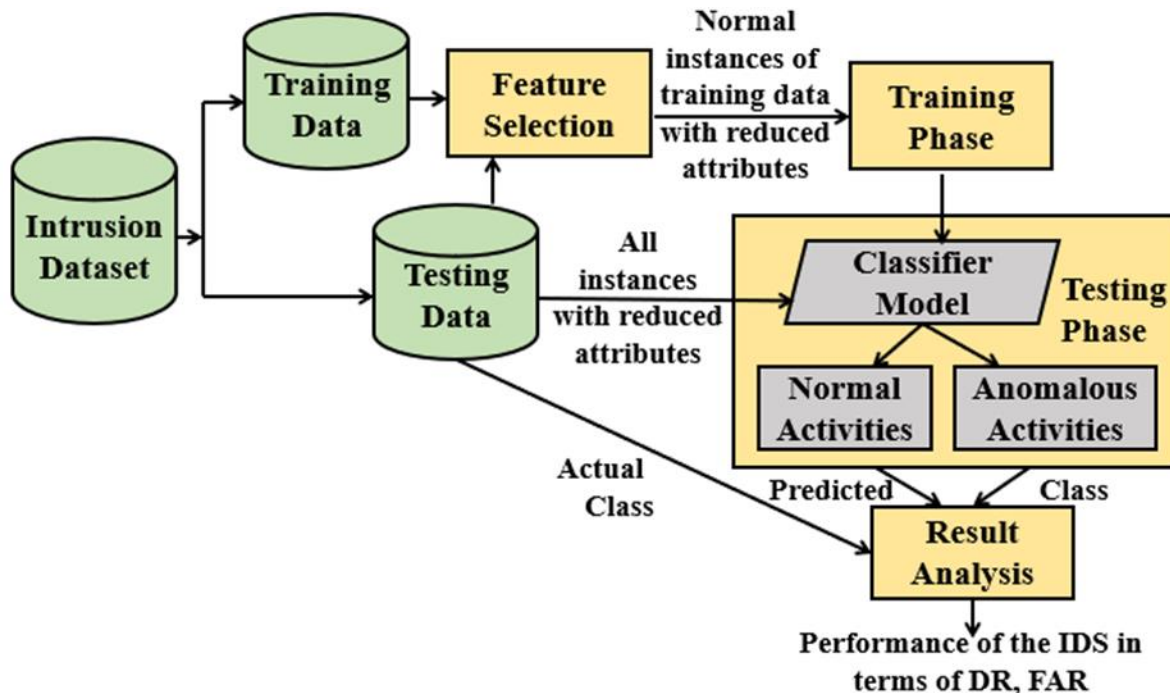 Intrusion
Dataset
Training
Data
Feature
Selection
Normal
instances of
training data
with reduced
attributes
Training
Phase
Testing
Data
All
instances
with reduced
attributes
Classifier
Model
Testing
Phase
Normal
Activities
Anomalous
Activities
Actual
Class
Predicted
Class
Result
Analysis
Performance of the IDS in
terms of DR, FAR